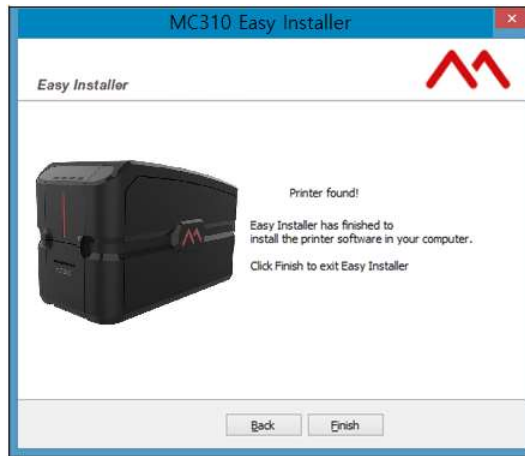 MC310 Easy Installer
Easy Installer
Printer found!
Easy Installer has finished to
install the printer software in your computer.
Click Finish to exit Easy Installer
Back
Finish